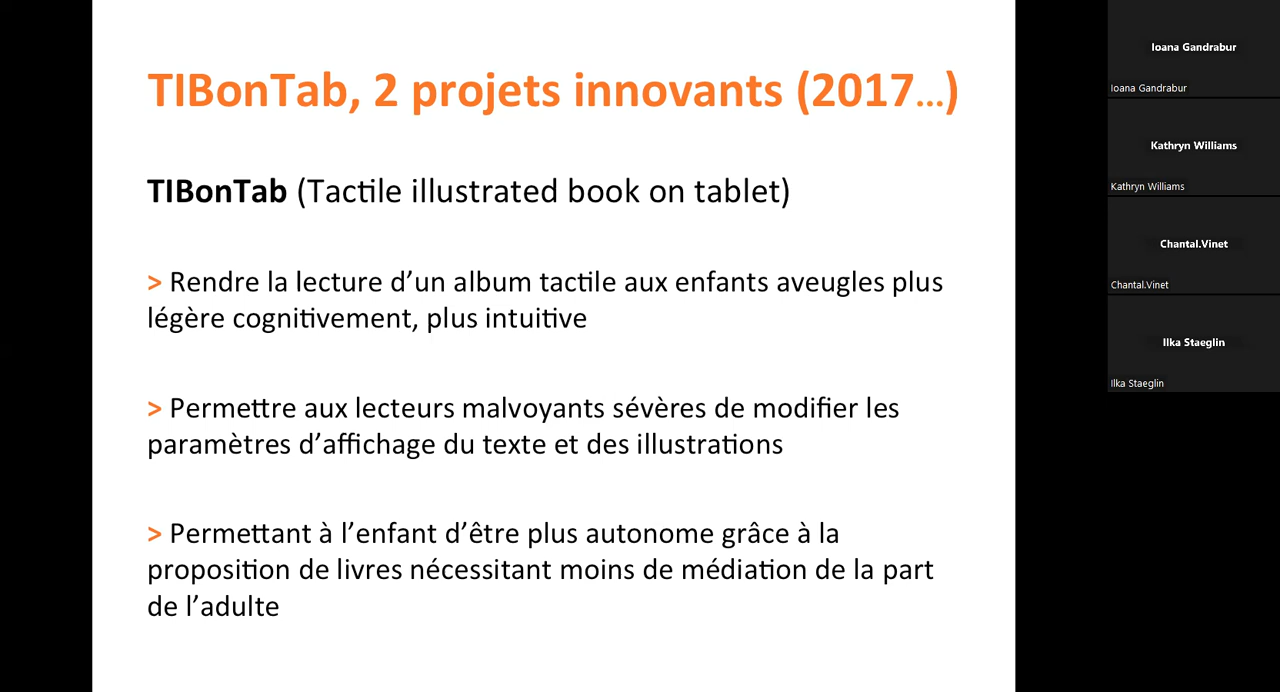 TIBonTab, 2 projets innovants (2017...)
TIBonTab (Tactile illustrated book on tablet)
> Rendre la lecture d’un album tactile aux enfants aveugles plus
légère cognitivement, plus intuitive
> Permettre aux lecteurs malvoyants sévères de modifier les
paramètres d’affichage du texte et des illustrations
> Permettant à l’enfant d’être plus autonome grâce à la
proposition de livres nécessitant moins de médiation de la part
de l’adulte
Ioana Gandrabur
Ioana Gandrabur
Kathryn Williams
Kathryn Williams
Chantal.Vinet
Chantal.Vinet
Ilka Staeglin
Ilka Staeglin